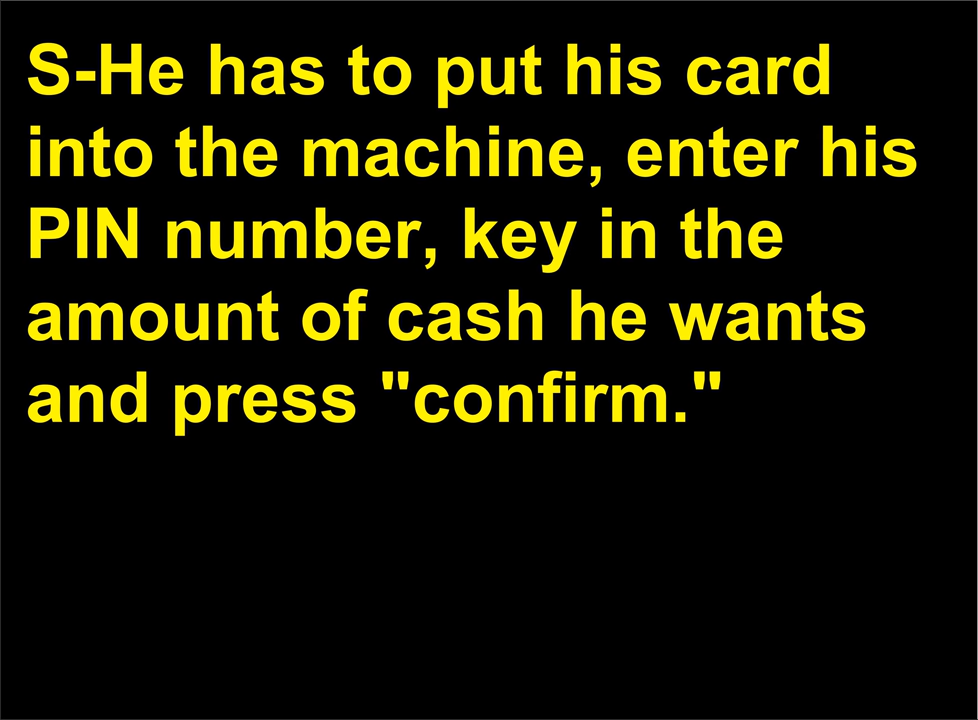 S-He has to put his card
into the machine, enter his
PIN number, key in the
amount of cash he wants
and press "confirm."